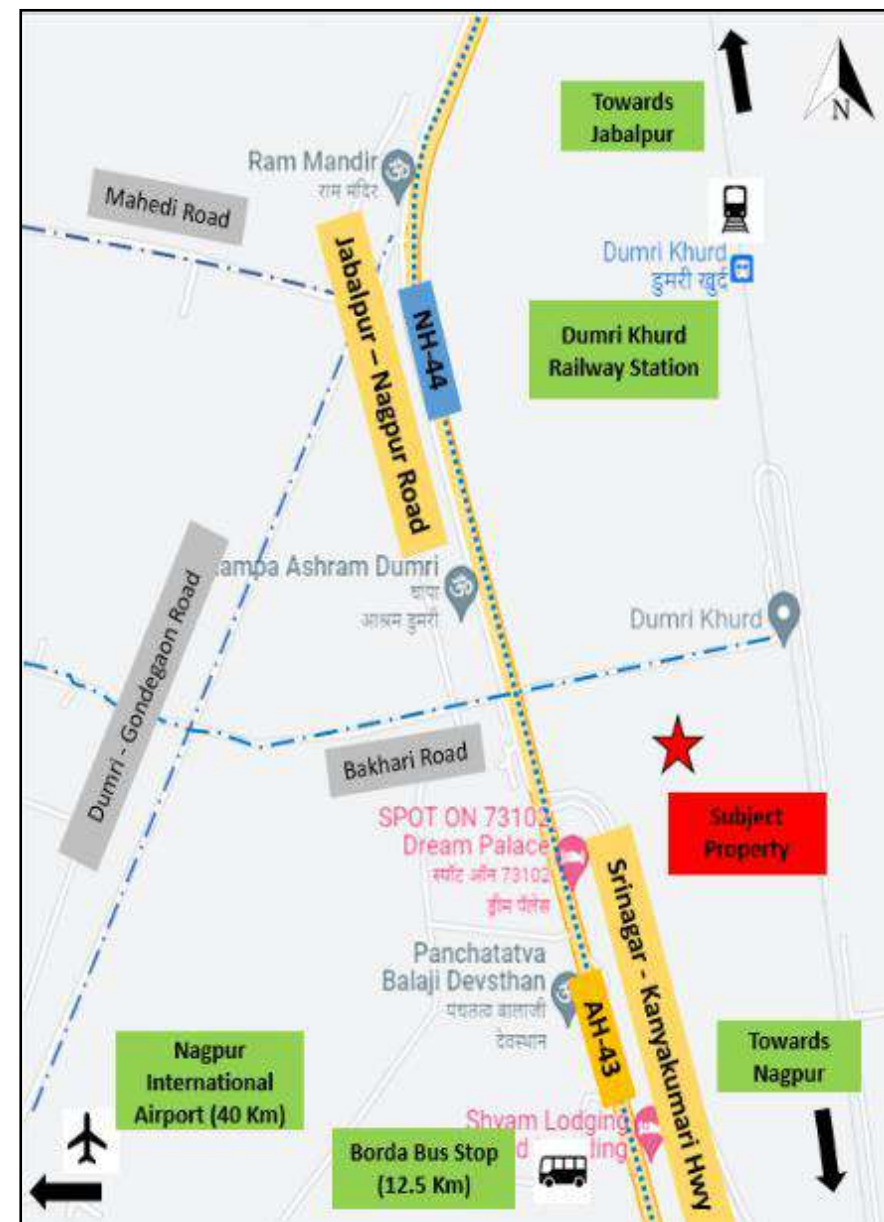 Towards
Jabalpur
N
Ram Mandir
राम मंदिर
Mahedi Road
Jabalpur – Nagpur Road
NH-44
Dumri Khurd
डुमरी खुर्द
Dumri Khurd
Railway Station
ampa Ashram Dumri
आश्रम डुमरी
Dumri Khurd
Dumri - Gondegaon Road
Bakhari Road
Subject
Property
SPOT ON 73102
Dream Palace
स्पॉट ऑन 73102
ड्रीम पॅलेस
Srinagar - Kanyakumari Hwy
Panchatatva
Balaji Devsthan
पंचतत्व बालाजी
देवस्थान
AH-43
Towards
Nagpur
Nagpur
International
Airport (40 Km)
Borda Bus Stop
(12.5 Km)
Shyam Lodging
d
ling